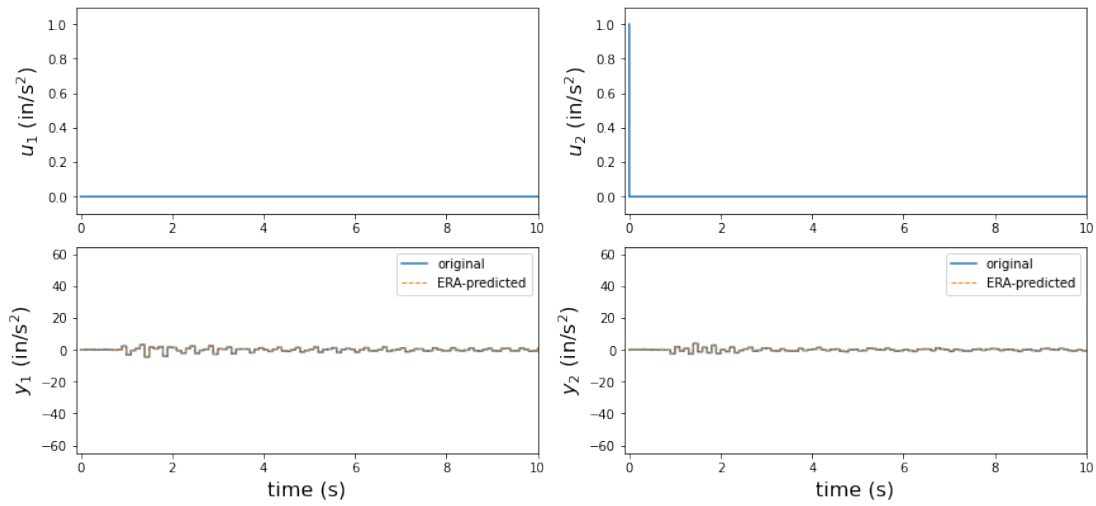 1.0
0.8
0.6
0.4
0.2
0.0
u₁ (in/s²)
0 2 4 6 8 10
1.0
0.8
0.6
0.4
0.2
0.0
u₂ (in/s²)
0 2 4 6 8 10
60
40
20
0
−20
−40
−60
y₁ (in/s²)
original
ERA-predicted
0 2 4 6 8 10
time (s)
60
40
20
0
−20
−40
−60
y₂ (in/s²)
original
ERA-predicted
0 2 4 6 8 10
time (s)